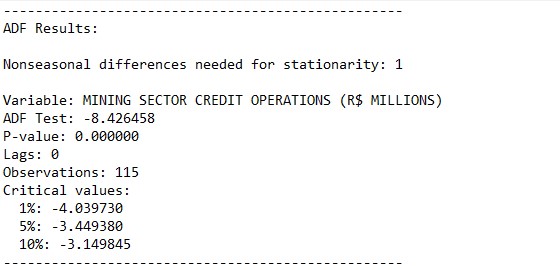 --------------------------------------------------
ADF Results:
Nonseasonal differences needed for stationarity: 1
Variable: MINING SECTOR CREDIT OPERATIONS (R$ MILLIONS)
ADF Test: -8.426458
P-value: 0.000000
Lags: 0
Observations: 115
Critical values:
  1%: -4.039730
  5%: -3.449380
  10%: -3.149845
--------------------------------------------------